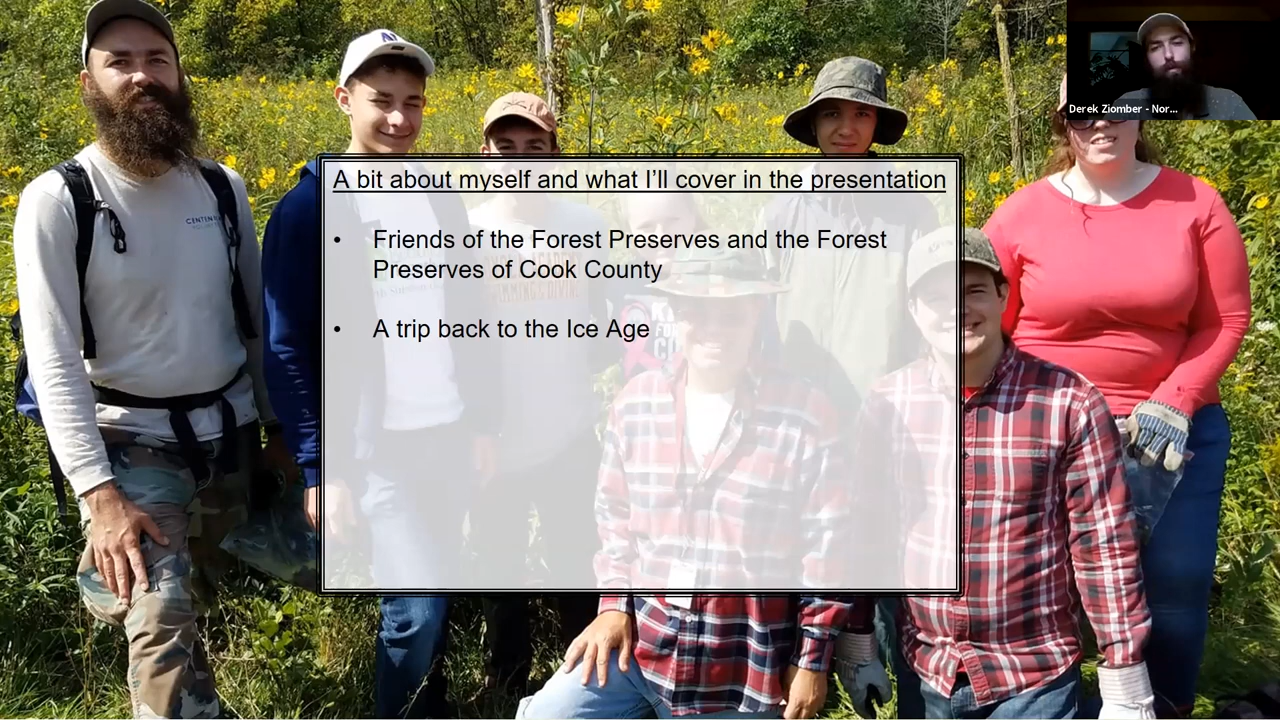 Derek Ziomber - Nor...
A bit about myself and what I’ll cover in the presentation
• Friends of the Forest Preserves and the Forest
Preserves of Cook County
• A trip back to the Ice Age